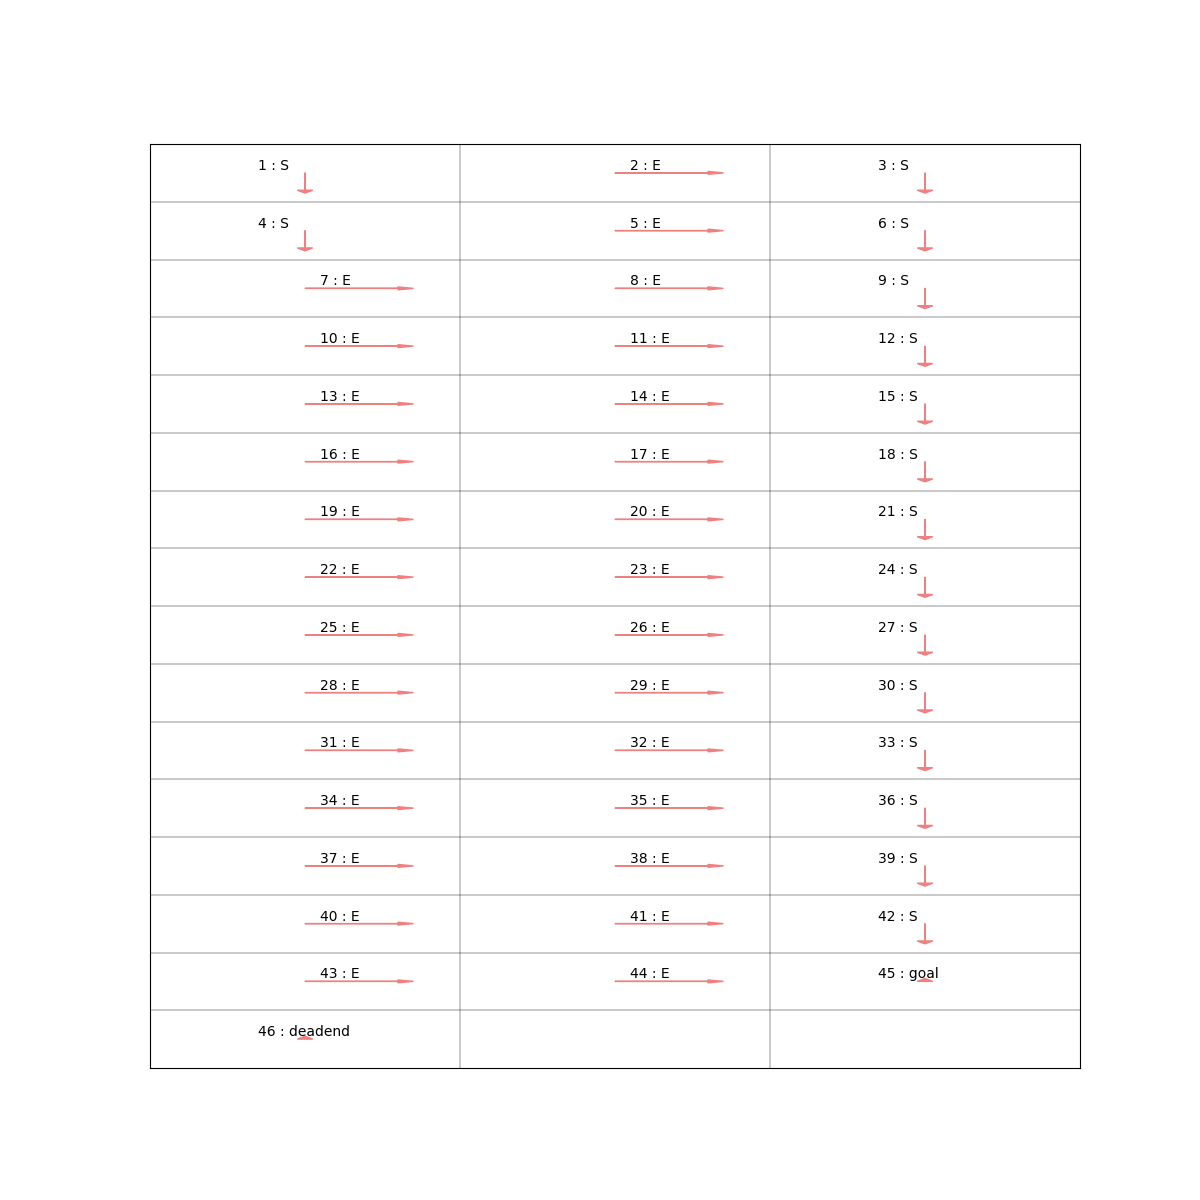 1 : S 2 : E 3 : S
4 : S 5 : E 6 : S
7 : E 8 : E 9 : S
10 : E 11 : E 12 : S
13 : E 14 : E 15 : S
16 : E 17 : E 18 : S
19 : E 20 : E 21 : S
22 : E 23 : E 24 : S
25 : E 26 : E 27 : S
28 : E 29 : E 30 : S
31 : E 32 : E 33 : S
34 : E 35 : E 36 : S
37 : E 38 : E 39 : S
40 : E 41 : E 42 : S
43 : E 44 : E 45 : goal
46 : deadend